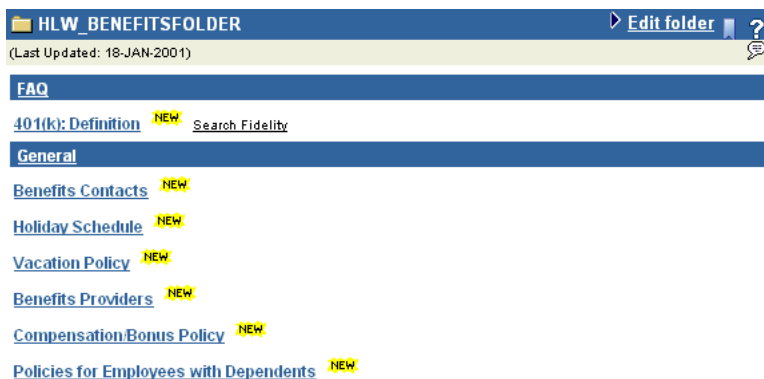 HLW_BENEFITSFOLDER Edit folder ?
(Last Updated: 18-JAN-2001)
FAQ
401(k): Definition NEW Search Fidelity
General
Benefits Contacts NEW
Holiday Schedule NEW
Vacation Policy NEW
Benefits Providers NEW
Compensation/Bonus Policy NEW
Policies for Employees with Dependents NEW